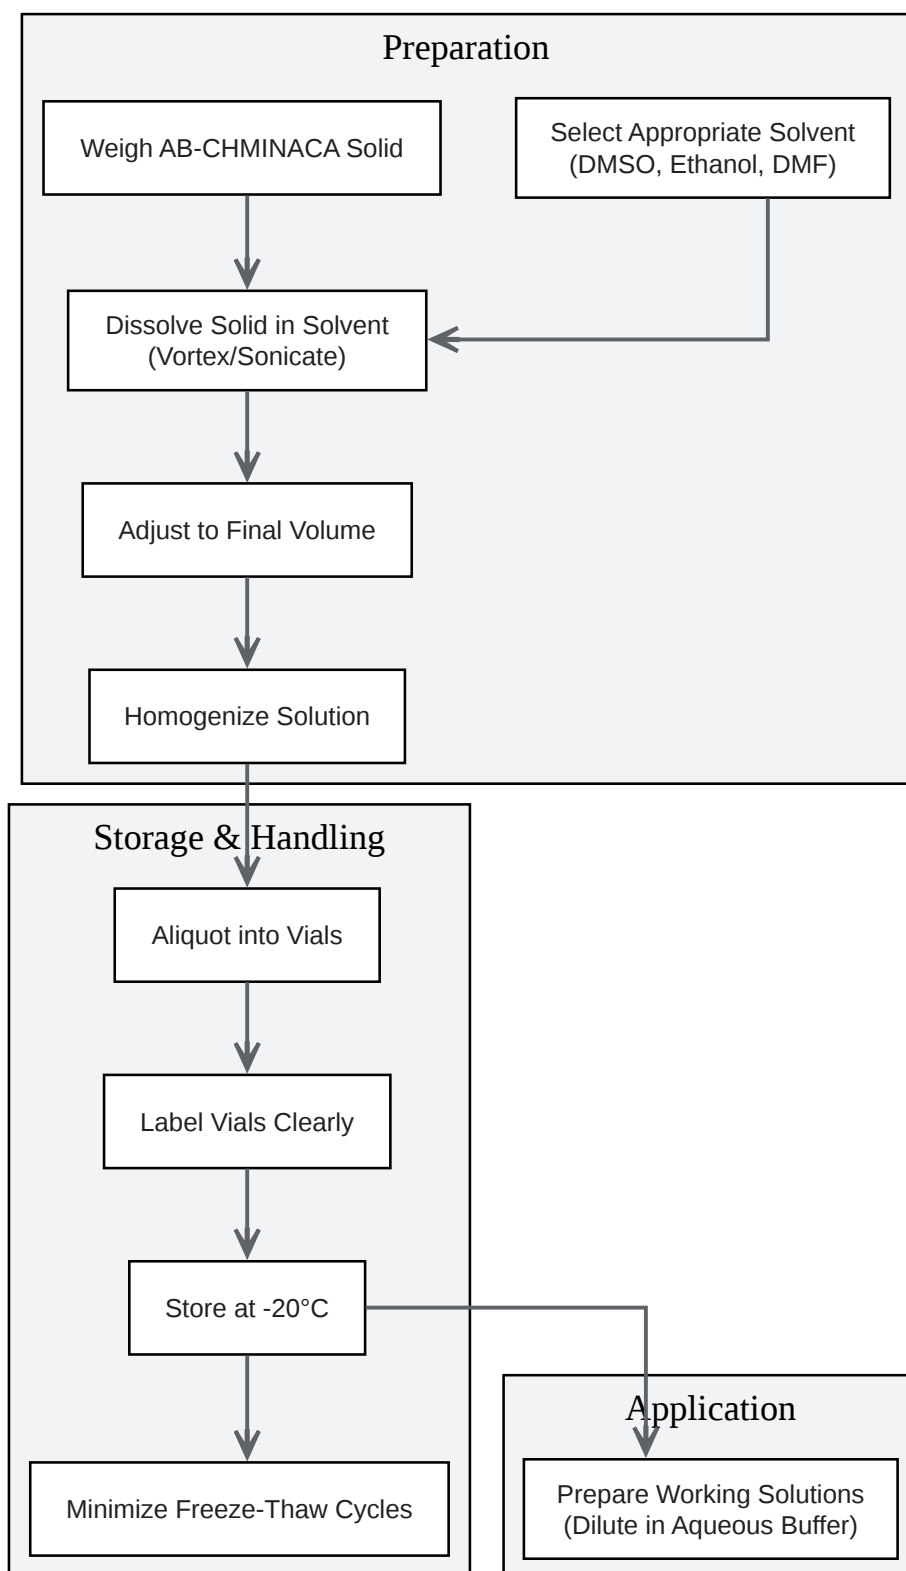 Preparation
Weigh AB-CHMINACA Solid
Select Appropriate Solvent
(DMSO, Ethanol, DMF)
Dissolve Solid in Solvent
(Vortex/Sonicate)
Adjust to Final Volume
Homogenize Solution
Storage & Handling
Aliquot into Vials
Label Vials Clearly
Store at -20°C
Minimize Freeze-Thaw Cycles
Application
Prepare Working Solutions
(Dilute in Aqueous Buffer)